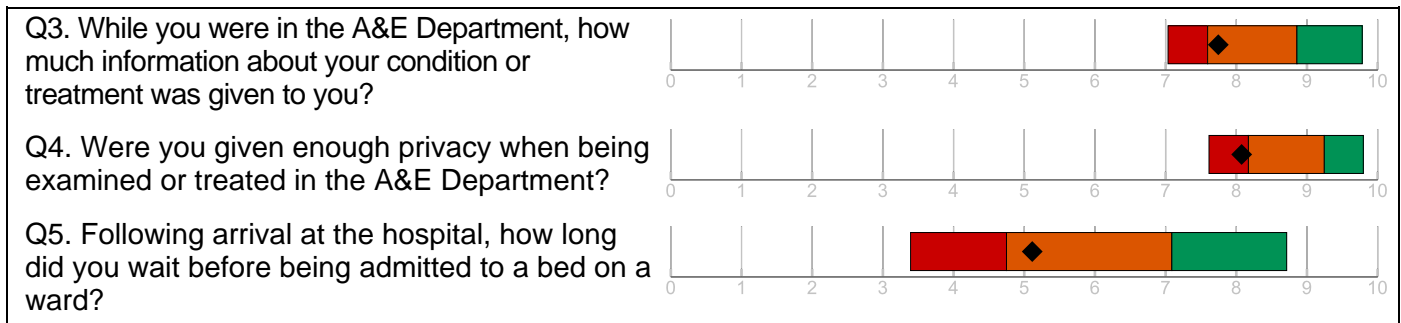 Q3. While you were in the A&E Department, how
much information about your condition or
treatment was given to you?
0 1 2 3 4 5 6 7 8 9 10
Q4. Were you given enough privacy when being
examined or treated in the A&E Department?
0 1 2 3 4 5 6 7 8 9 10
Q5. Following arrival at the hospital, how long
did you wait before being admitted to a bed on a
ward?
0 1 2 3 4 5 6 7 8 9 10